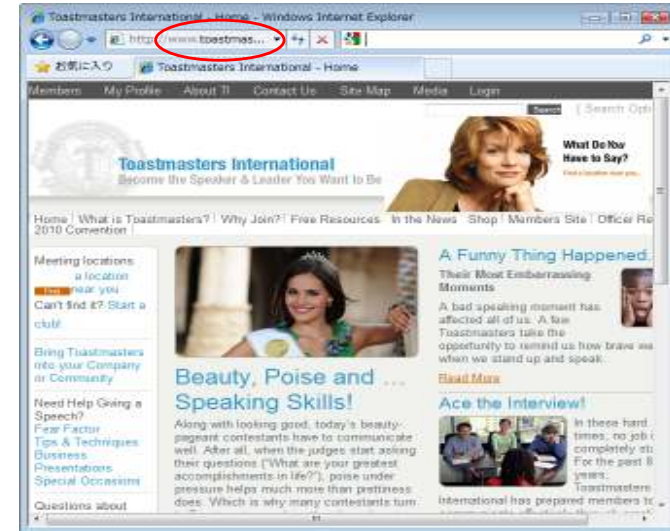 Toastmasters International - Home - Windows Internet Explorer
http://www.toastmas...
お気に入り Toastmasters International - Home
Members My Profile About TI Contact Us Site Map Media Login
Search
Toastmasters International
Become the Speaker & Leader You Want to Be
What Do You
Have to Say?
Find a location near you.
Home What is Toastmasters? Why Join? Free Resources In the News Shop Members Site Officer Re
2010 Convention
Meeting locations:
a location
near you
Can't find it? Start a
club!
Bring Toastmasters
into your Company
or Community
Need Help Giving a
Speech?
Fear Factor
Tips & Techniques
Business
Presentations
Special Occasions
Questions about
Beauty, Poise and ...
Speaking Skills!
Along with looking good, today's beauty-
pageant contestants have to communicate
well. After all, when the judges start asking
their questions ("What are your greatest
accomplishments in life?"), poise under
pressure helps much more than prettiness
does. Which is why many contestants turn
A Funny Thing Happened.
Their Most Embarrassing
Moments
A bad speaking moment has
affected all of us. A few
Toastmasters take the
opportunity to remind us how brave we
when we stand up and speak.
Read More
Ace the Interview!
In these hard
times, no job i
completely st
For the past 8
years,
Toastmasters
International has prepared members to